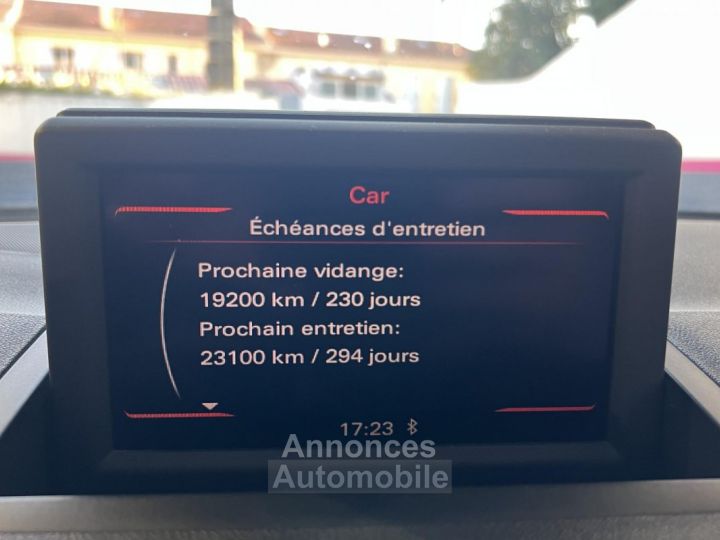 Car
Échéances d'entretien
Prochaine vidange:
19200 km / 230 jours
Prochain entretien:
23100 km / 294 jours
17:23
Annonces
Automobile